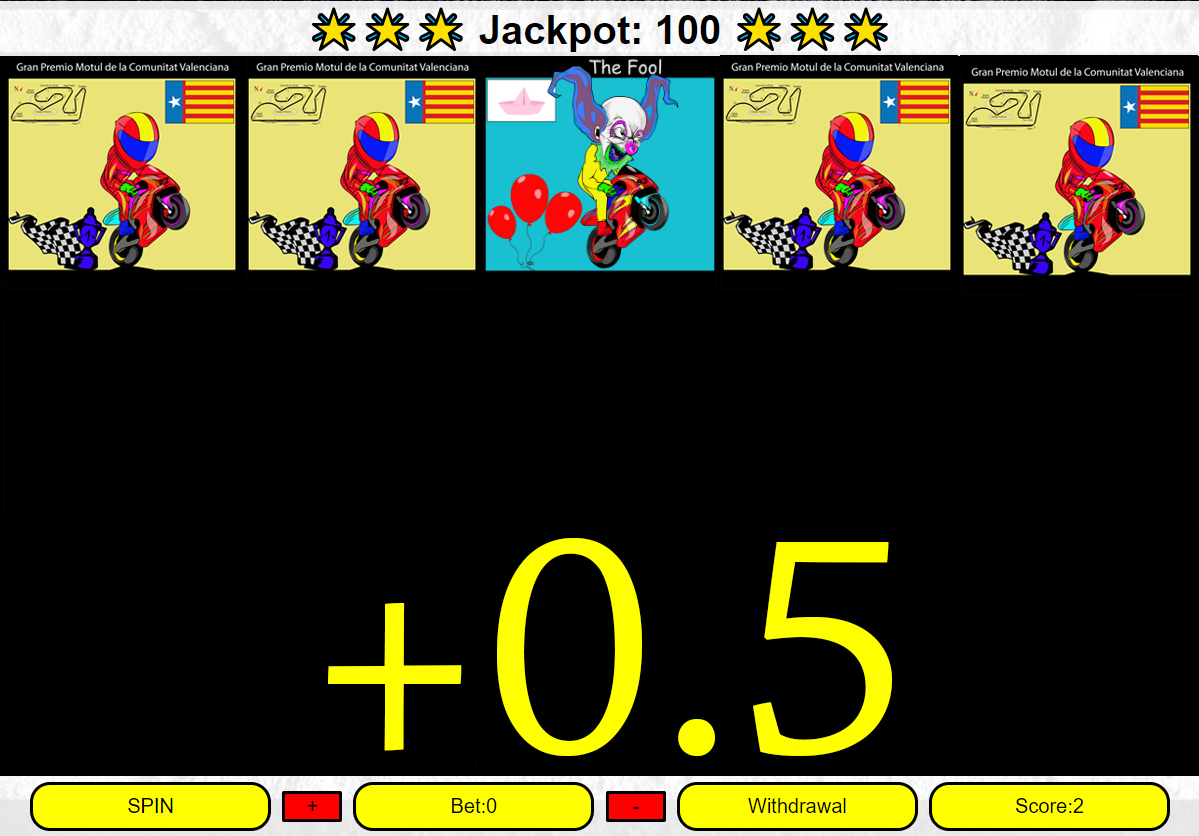 Jackpot: 100
Gran Premio Motul de la Comunitat Valenciana
Gran Premio Motul de la Comunitat Valenciana
The Fool
Gran Premio Motul de la Comunitat Valenciana
Gran Premio Motul de la Comunitat Valenciana
+0.5
SPIN
+
Bet:0
-
Withdrawal
Score:2